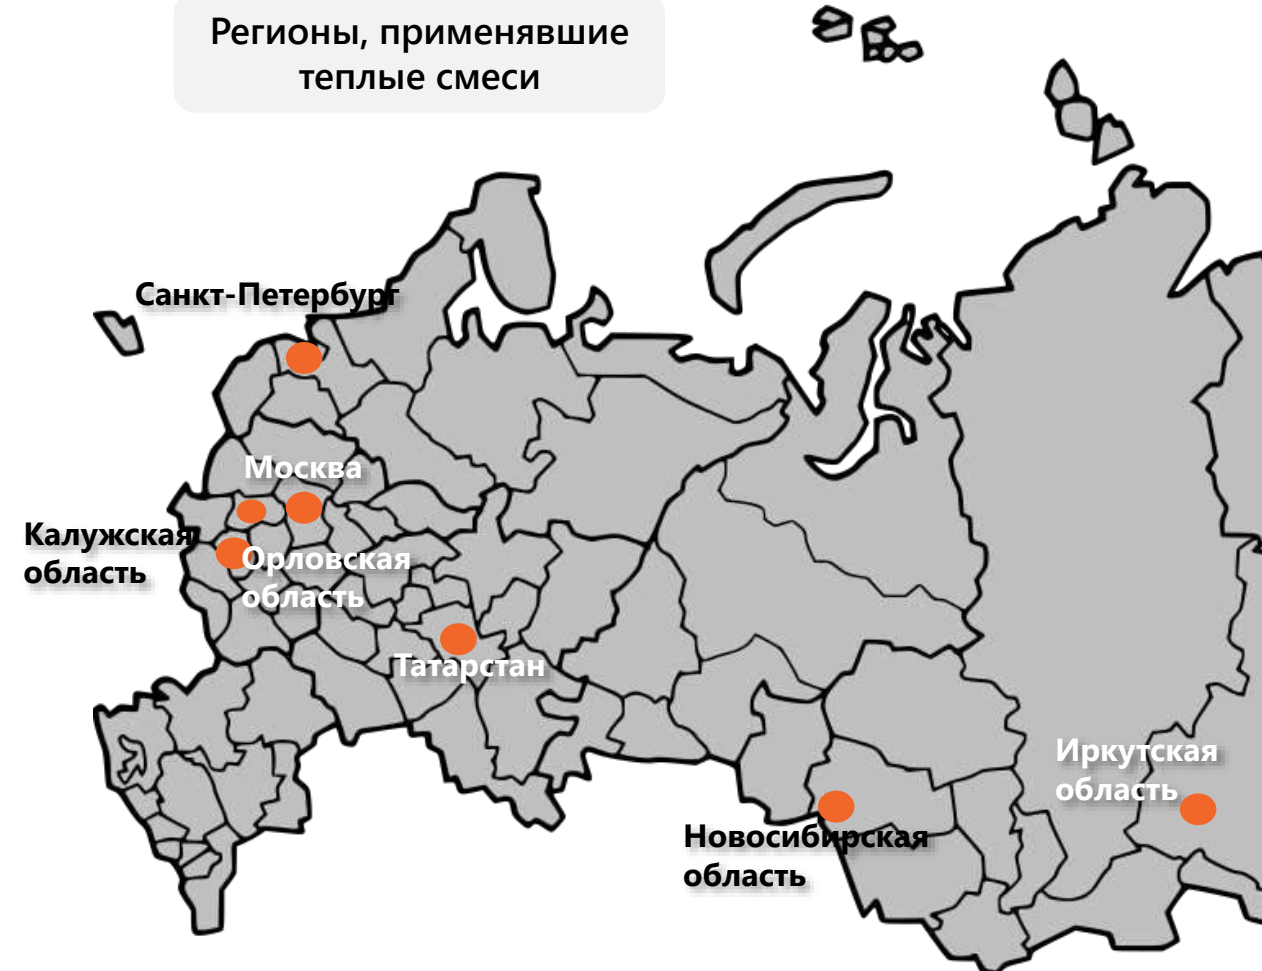 Регионы, применявшие
теплые смеси
Санкт-Петербург
Москва
Калужская
область
Орловская
область
Татарстан
Иркутская
область
Новосибирская
область